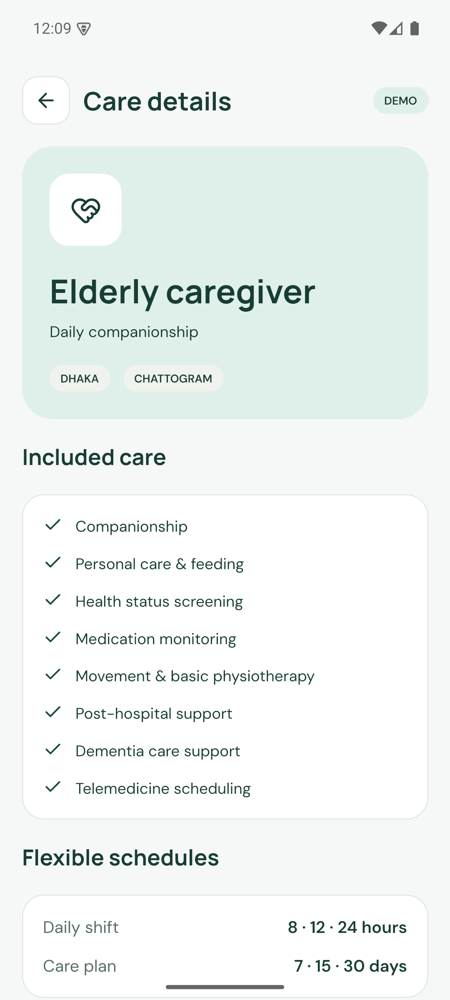 12:09
Care details
DEMO
Elderly caregiver
Daily companionship
DHAKA
CHATTOGRAM
Included care
Companionship
Personal care & feeding
Health status screening
Medication monitoring
Movement & basic physiotherapy
Post-hospital support
Dementia care support
Telemedicine scheduling
Flexible schedules
Daily shift 8 · 12 · 24 hours
Care plan 7 · 15 · 30 days